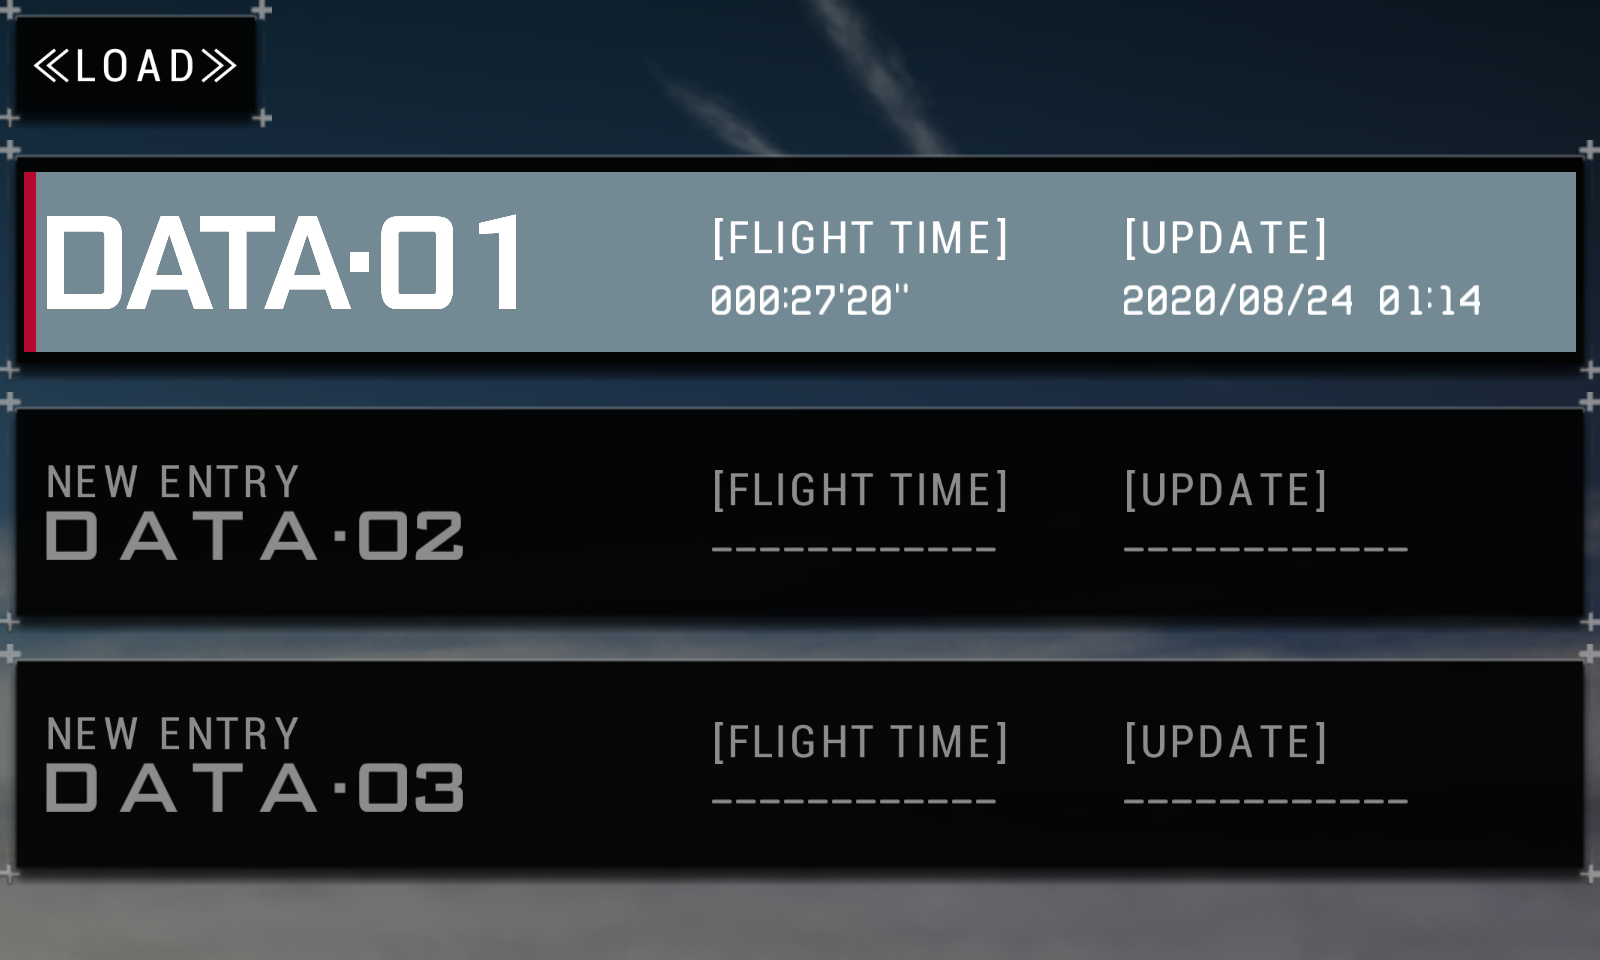 ≪LOAD≫
DATA·01
[FLIGHT TIME] [UPDATE]
000:27'20" 2020/08/24 01:14
NEW ENTRY
DATA·02
[FLIGHT TIME] [UPDATE]
------------ ------------
NEW ENTRY
DATA·03
[FLIGHT TIME] [UPDATE]
------------ ------------